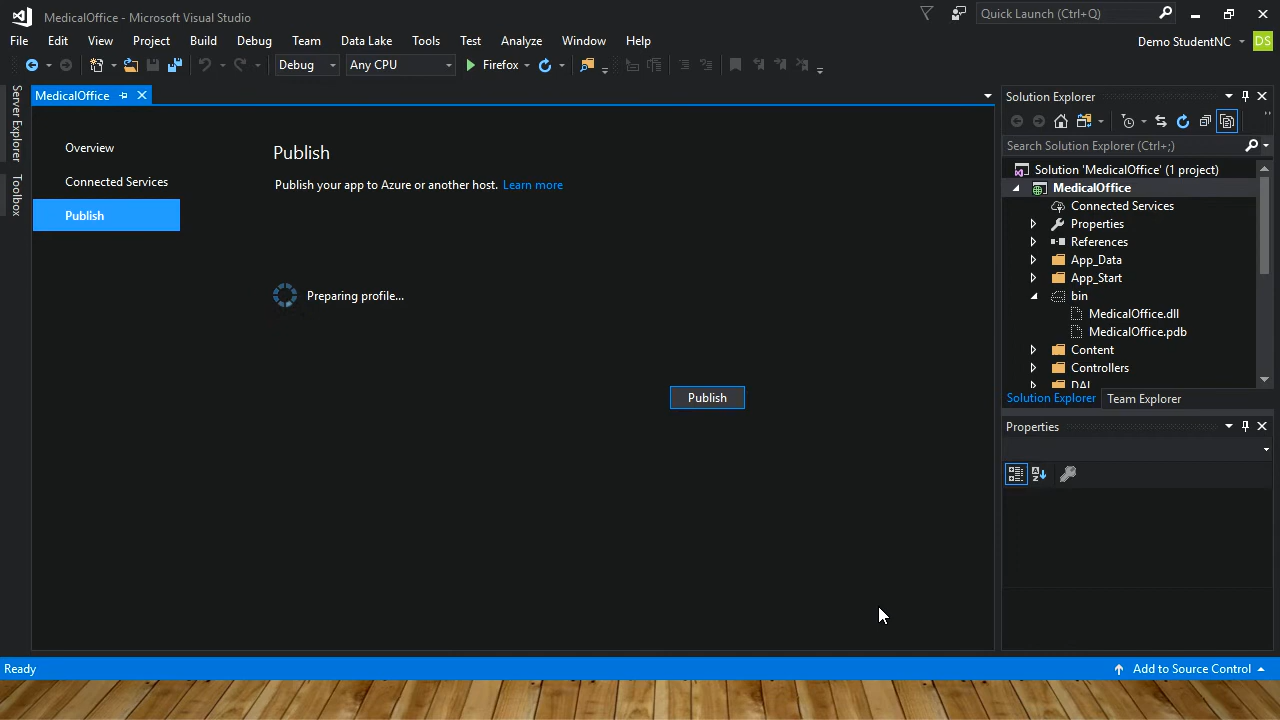 MedicalOffice - Microsoft Visual Studio
Quick Launch (Ctrl+Q)
File Edit View Project Build Debug Team Data Lake Tools Test Analyze Window Help
Demo StudentNC
DS
Debug
Any CPU
Firefox
Server Explorer
Toolbox
MedicalOffice
Overview
Connected Services
Publish
Publish
Publish your app to Azure or another host. Learn more
Preparing profile...
Publish
Solution Explorer
Search Solution Explorer (Ctrl+;)
Solution 'MedicalOffice' (1 project)
MedicalOffice
Connected Services
Properties
References
App_Data
App_Start
bin
MedicalOffice.dll
MedicalOffice.pdb
Content
Controllers
DAL
Solution Explorer
Team Explorer
Properties
Ready
Add to Source Control